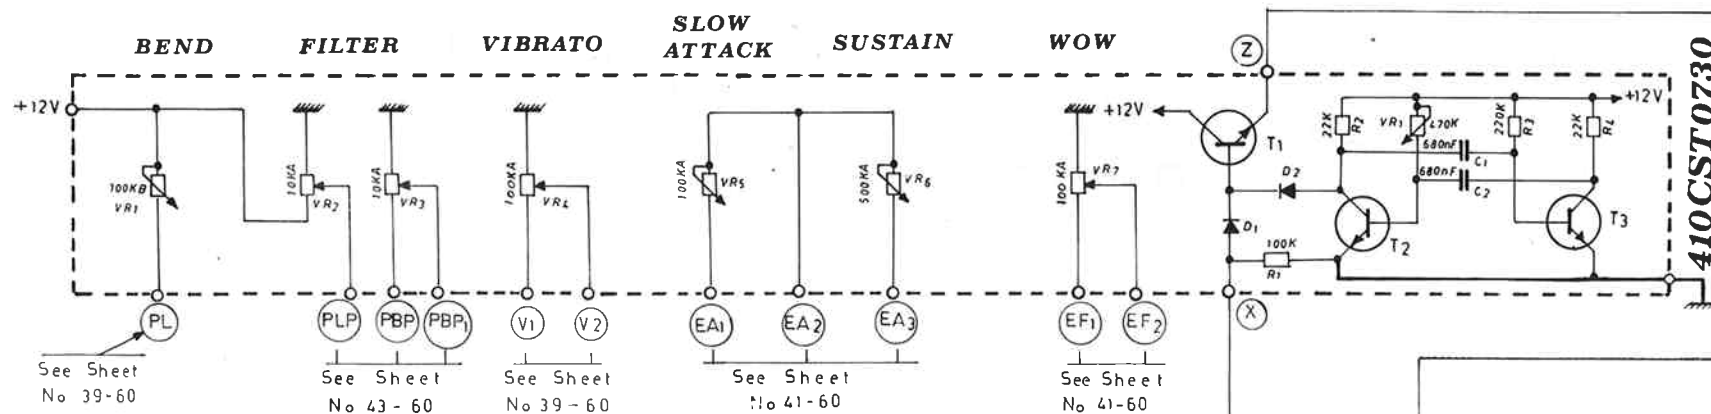 BEND
FILTER
VIBRATO
SLOW
ATTACK
SUSTAIN
WOW
Z
+12V
100KB
VR1
10KA
VR2
10KA
VR3
100KA
VR4
100KA
VR5
500KA
VR6
100KA
VR7
+12V
T1
D2
D1
100K
R1
22K
R2
VR1
470K
680nF
C1
680nF
C2
220K
R3
22K
R4
+12V
T2
T3
410CST0730
PL
PLP
PBP
PBP1
V1
V2
EA1
EA2
EA3
EF1
EF2
X
See Sheet
No 39-60
See Sheet
No 43-60
See Sheet
No 39-60
See Sheet
No 41-60
See Sheet
No 41-60